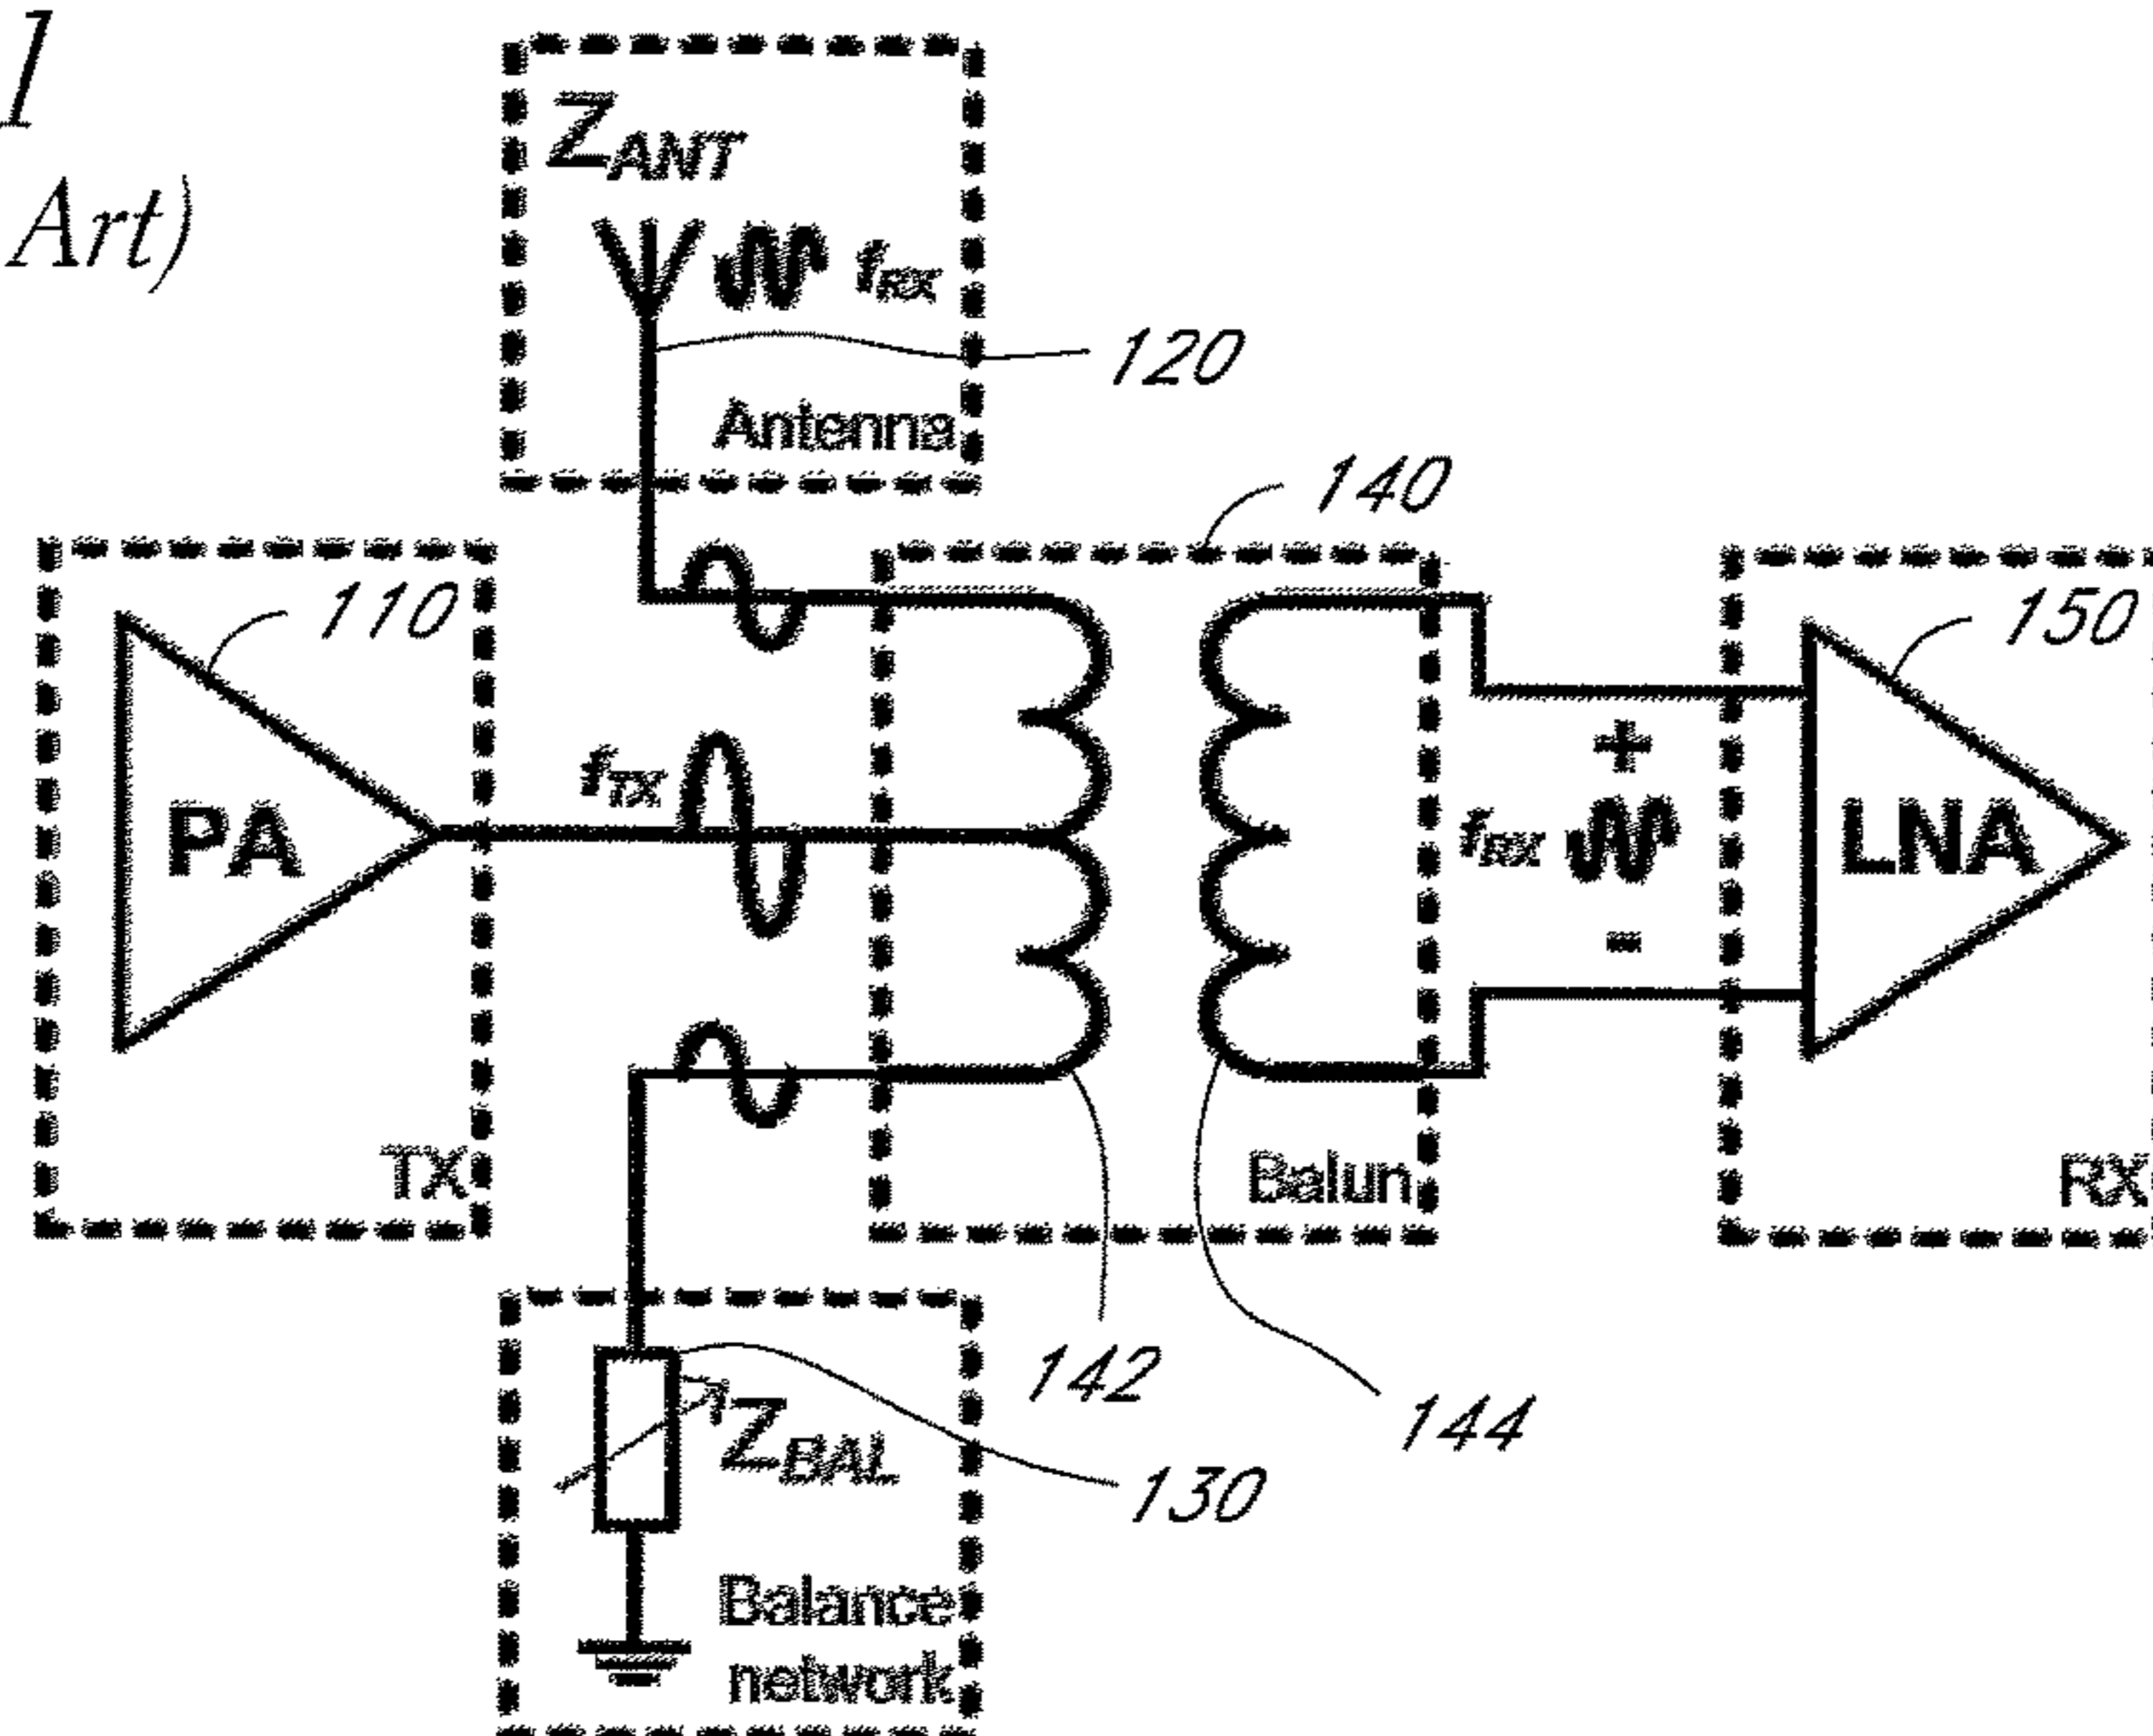 1
Art)
ZANT
fRX
120
Antenna
140
110
150
PA
fTX
+
fRX
LNA
-
TX
Balun
RX
142
144
ZBAL
130
Balance
network